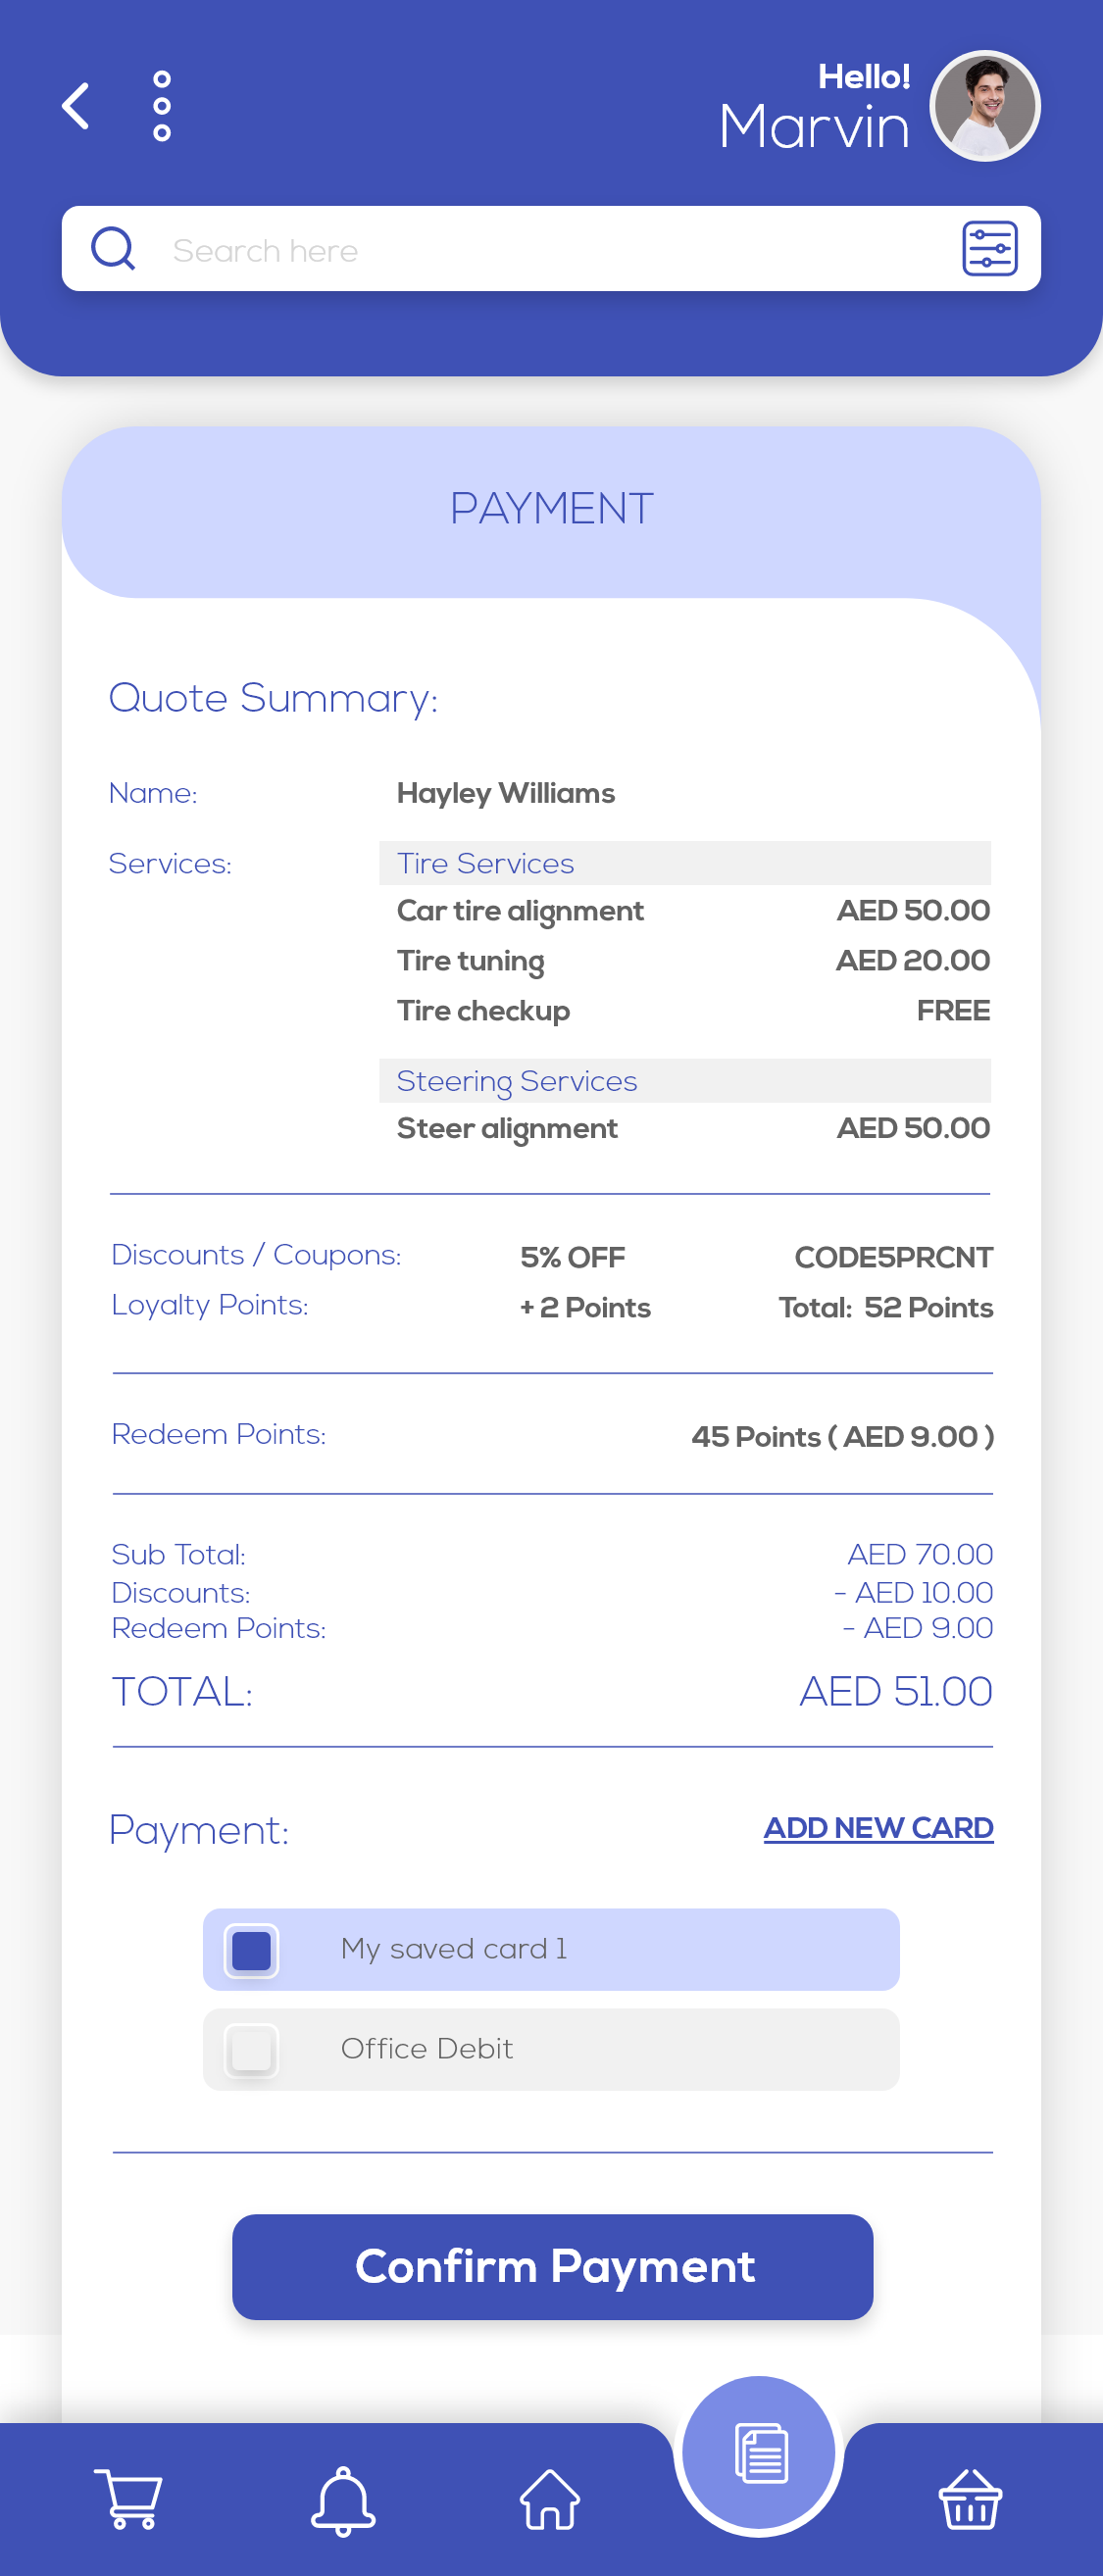 Hello!
Marvin
Search here
PAYMENT
Quote Summary:
Name: Hayley Williams
Services: Tire Services
Car tire alignment AED 50.00
Tire tuning AED 20.00
Tire checkup FREE
Steering Services
Steer alignment AED 50.00
Discounts / Coupons: 5% OFF CODE5PRCNT
Loyalty Points: + 2 Points Total: 52 Points
Redeem Points: 45 Points ( AED 9.00 )
Sub Total: AED 70.00
Discounts: - AED 10.00
Redeem Points: - AED 9.00
TOTAL: AED 51.00
Payment: ADD NEW CARD
My saved card 1
Office Debit
Confirm Payment